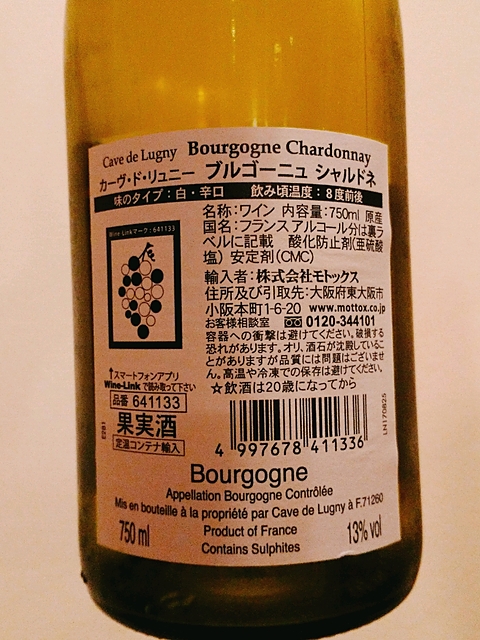 Cave de Lugny Bourgogne Chardonnay
カーヴ・ド・リュニー ブルゴーニュ シャルドネ
味のタイプ：白・辛口 飲み頃温度：８度前後
名称：ワイン 内容量：750ml 原産
国名：フランス アルコール分は裏ラ
ベルに記載 酸化防止剤(亜硫酸
塩) 安定剤(CMC)
Wine-Linkマーク：641133
輸入者：株式会社モトックス
住所及び引取先：大阪府東大阪市
小阪本町1-6-20 www.mottox.co.jp
お客様相談室 0120-344101
容器への衝撃は避けてください。破損する
恐れがあります。オリ、酒石が沈殿しているこ
とがありますが品質には問題はございませ
ん。高温や冷凍での保存は避けてください。
☆飲酒は20歳になってから
↑スマートフォンアプリ
Wine-Link で読み取って下さい
品番 641133
果実酒
定温コンテナ輸入
E2B1
LN170825
4 997678 411336
Bourgogne
Appellation Bourgogne Contrôlée
Mis en bouteille à la propriété par Cave de Lugny à F.71260
750 ml Product of France 13% vol
Contains Sulphites